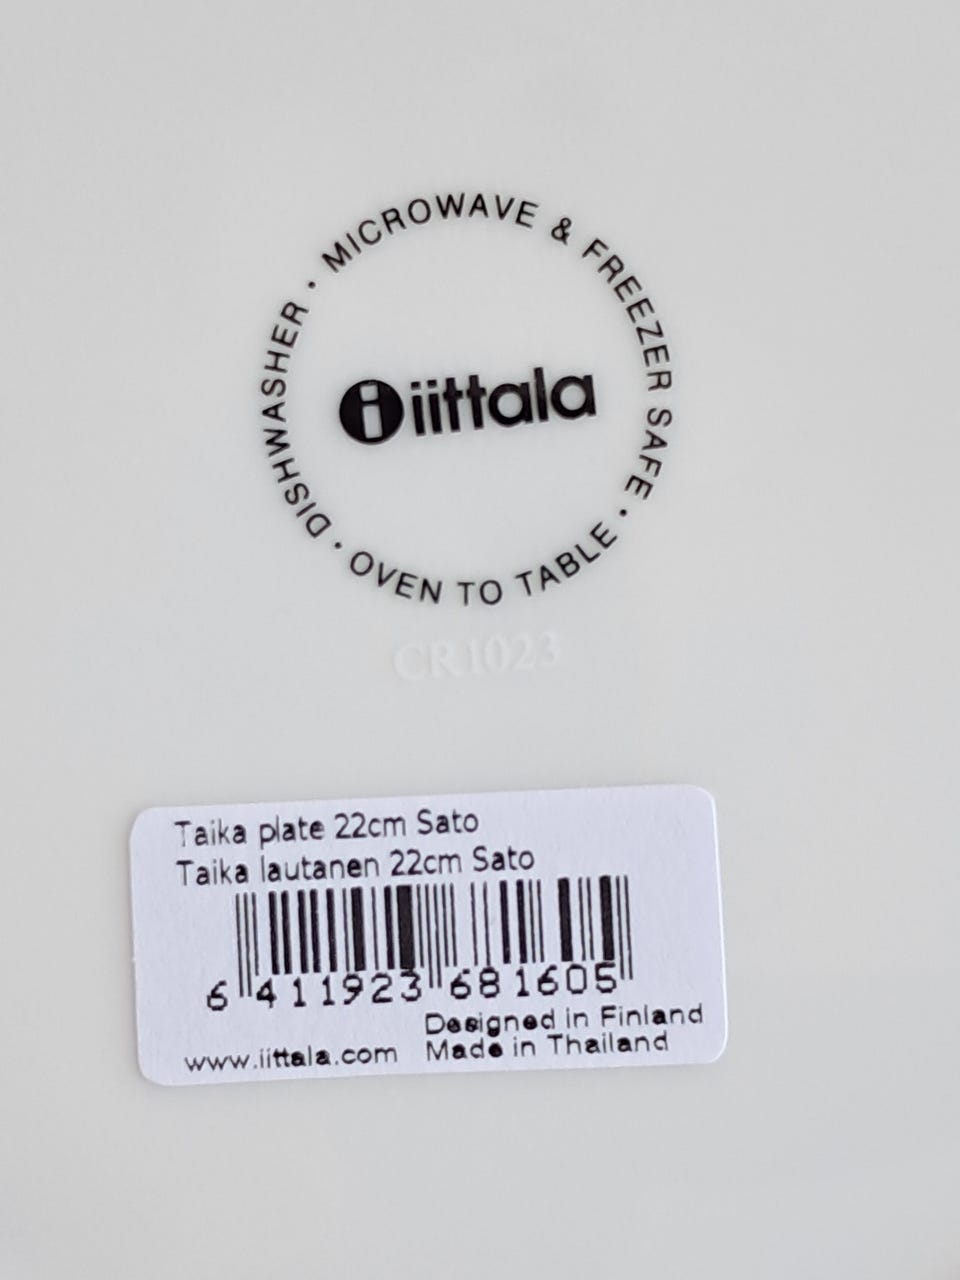 DISHWASHER · MICROWAVE & FREEZER SAFE · OVEN TO TABLE ·
iittala
CR1023
Taika plate 22cm Sato
Taika lautanen 22cm Sato
6 411923 681605
Designed in Finland
www.iittala.com Made in Thailand